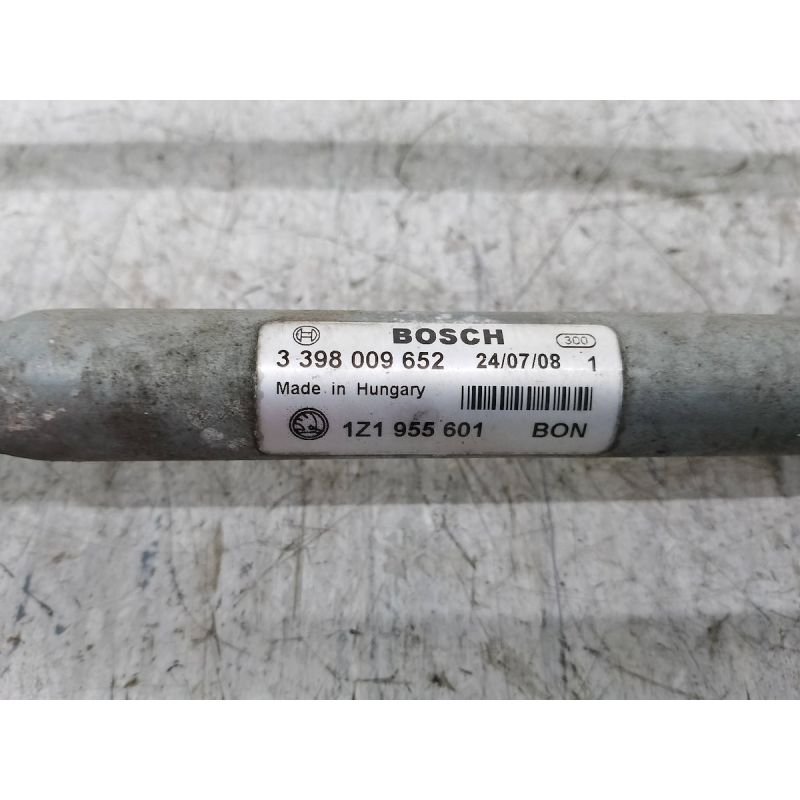 BOSCH 300
3 398 009 652 24/07/08 1
Made in Hungary
1Z1 955 601 BON